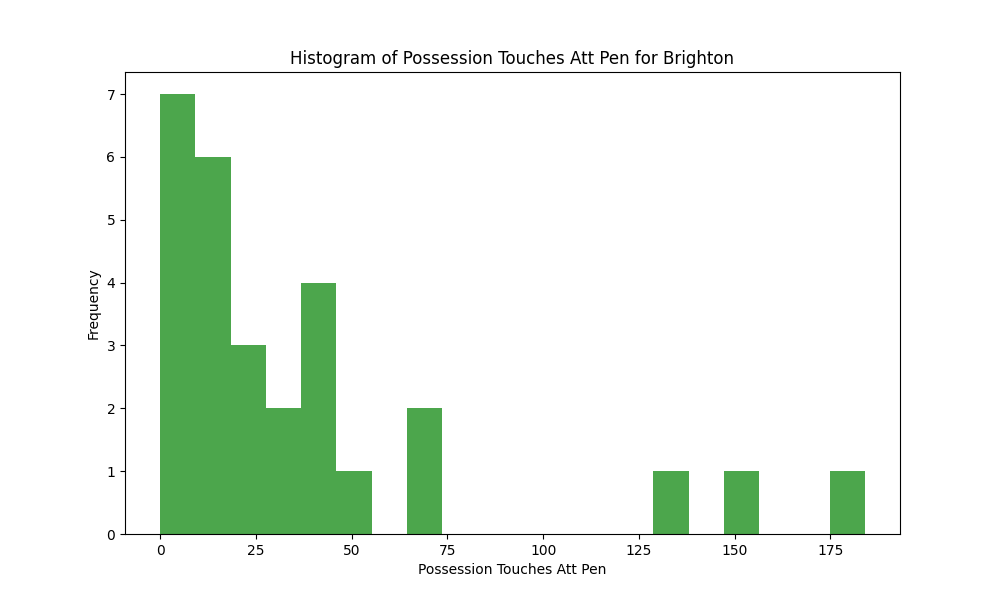 Histogram of Possession Touches Att Pen for Brighton
7
6
5
4
3
2
1
0
Frequency
0 25 50 75 100 125 150 175
Possession Touches Att Pen